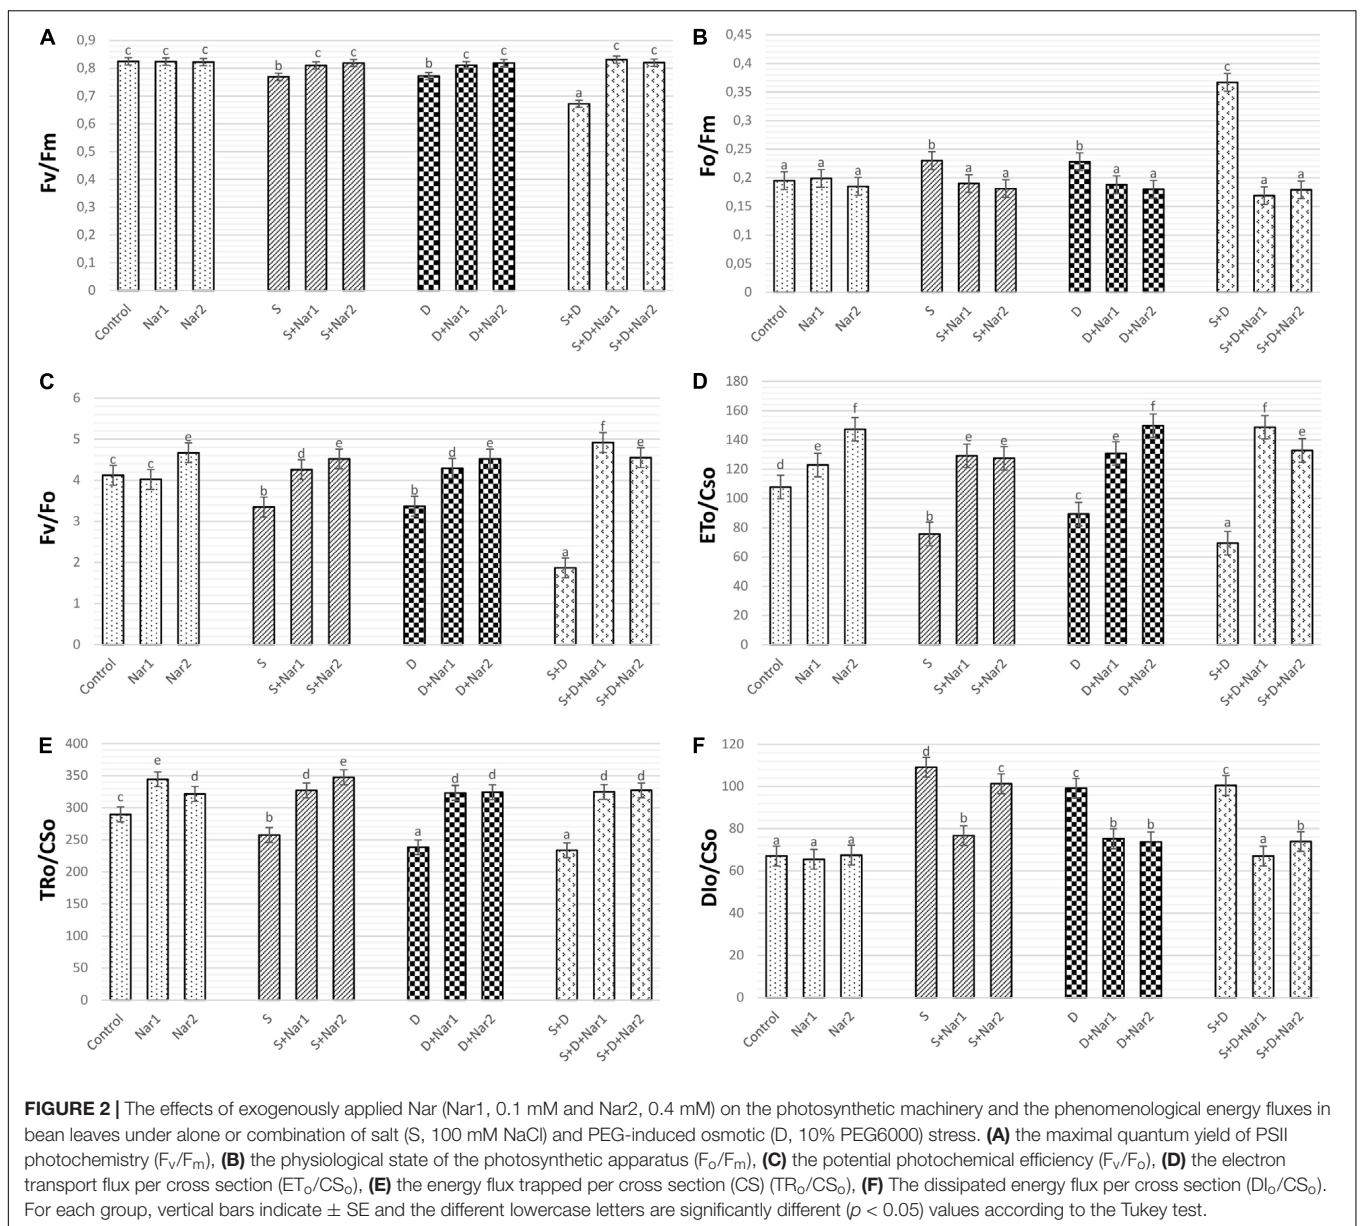 A
Fv/Fm
0,9
0,8
0,7
0,6
0,5
0,4
0,3
0,2
0,1
0
c c c b c c b c c a c c
Control Nar1 Nar2 S S+Nar1 S+Nar2 D D+Nar1 D+Nar2 S+D S+D+Nar1 S+D+Nar2
B
Fo/Fm
0,45
0,4
0,35
0,3
0,25
0,2
0,15
0,1
0,05
0
a a a b a a b a a c a a
Control Nar1 Nar2 S S+Nar1 S+Nar2 D D+Nar1 D+Nar2 S+D S+D+Nar1 S+D+Nar2
C
Fv/Fo
6
5
4
3
2
1
0
c c e b d e b d e a f e
Control Nar1 Nar2 S S+Nar1 S+Nar2 D D+Nar1 D+Nar2 S+D S+D+Nar1 S+D+Nar2
D
ETo/Cso
180
160
140
120
100
80
60
40
20
0
d e f b e e c e f a f e
Control Nar1 Nar2 S S+Nar1 S+Nar2 D D+Nar1 D+Nar2 S+D S+D+Nar1 S+D+Nar2
E
TRo/CSo
400
350
300
250
200
150
100
50
0
c e d b d e a d d a d d
Control Nar1 Nar2 S S+Nar1 S+Nar2 D D+Nar1 D+Nar2 S+D S+D+Nar1 S+D+Nar2
F
DIo/CSo
120
100
80
60
40
20
0
a a a d b c c b b c a b
Control Nar1 Nar2 S S+Nar1 S+Nar2 D D+Nar1 D+Nar2 S+D S+D+Nar1 S+D+Nar2
FIGURE 2 | The effects of exogenously applied Nar (Nar1, 0.1 mM and Nar2, 0.4 mM) on the photosynthetic machinery and the phenomenological energy fluxes in
bean leaves under alone or combination of salt (S, 100 mM NaCl) and PEG-induced osmotic (D, 10% PEG6000) stress. (A) the maximal quantum yield of PSII
photochemistry (Fv/Fm), (B) the physiological state of the photosynthetic apparatus (Fo/Fm), (C) the potential photochemical efficiency (Fv/Fo), (D) the electron
transport flux per cross section (ETo/CSo), (E) the energy flux trapped per cross section (CS) (TRo/CSo), (F) The dissipated energy flux per cross section (DIo/CSo).
For each group, vertical bars indicate ± SE and the different lowercase letters are significantly different (p < 0.05) values according to the Tukey test.